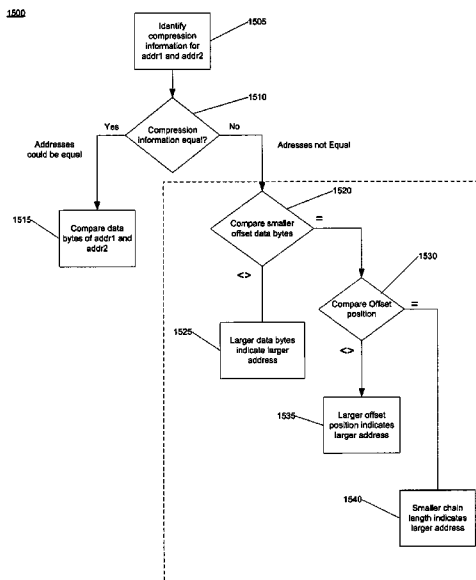 1500
Identify
compression
information for
addr1 and addr2
1505
1510
Yes
Compression
information equal?
No
Addresses
could be equal
Adresses not Equal
1515
Compare data
bytes of addr1 and
addr2
1520
Compare smaller
offset data bytes
=
<>
1530
Compare Offset
position
=
<>
1525
Larger data bytes
indicate larger
address
1535
Larger offset
position indicates
larger address
1540
Smaller chain
length indicates
larger address